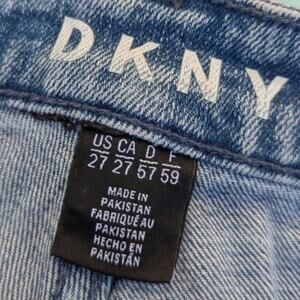 DKNY
US CA D F
27 27 57 59
MADE IN
PAKISTAN
FABRIQUÉ AU
PAKISTAN
HECHO EN
PAKISTÁN